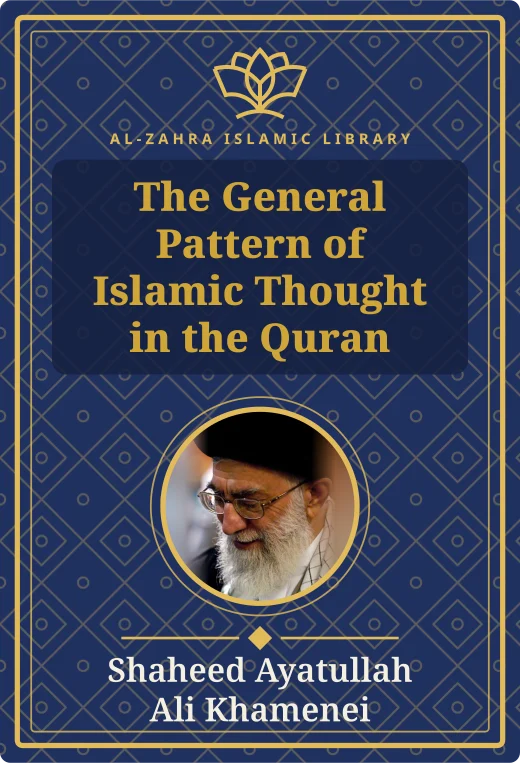 AL-ZAHRA ISLAMIC LIBRARY
The General
Pattern of
Islamic Thought
in the Quran
Shaheed Ayatullah
Ali Khamenei